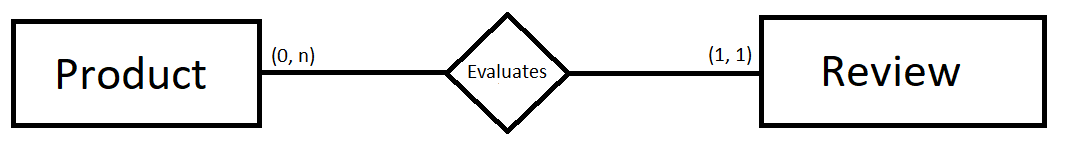 Product
(0, n)
Evaluates
(1, 1)
Review